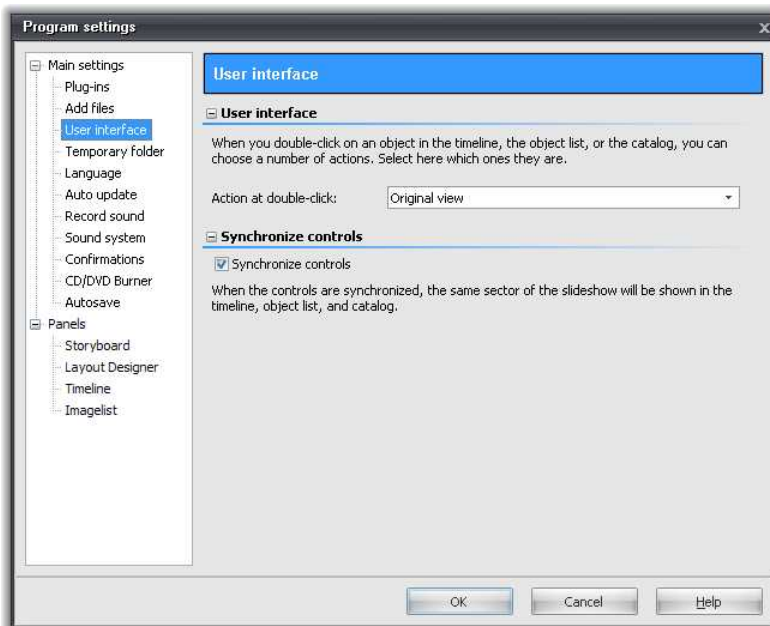 Program settings
Main settings
Plug-ins
Add files
User interface
Temporary folder
Language
Auto update
Record sound
Sound system
Confirmations
CD/DVD Burner
Autosave
Panels
Storyboard
Layout Designer
Timeline
Imagelist
User interface
User interface
When you double-click on an object in the timeline, the object list, or the catalog, you can
choose a number of actions. Select here which ones they are.
Action at double-click: Original view
Synchronize controls
Synchronize controls
When the controls are synchronized, the same sector of the slideshow will be shown in the
timeline, object list, and catalog.
OK Cancel Help